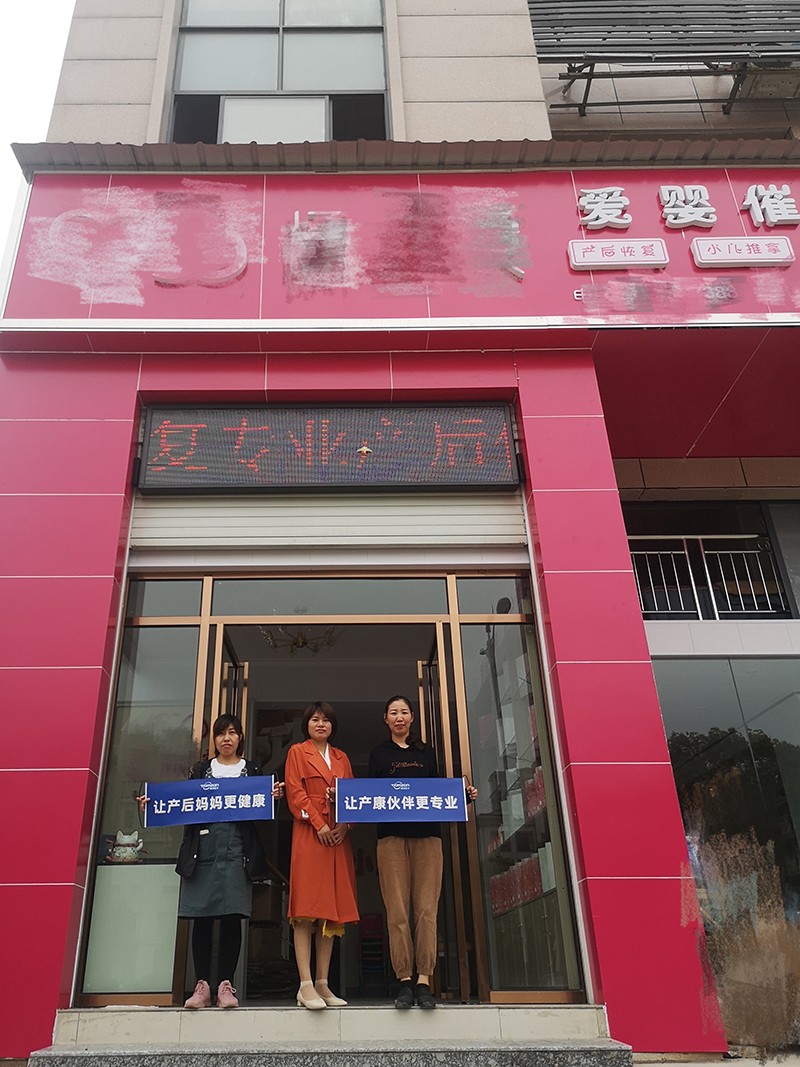 爱婴催
产后恢复
小儿推拿
复专业产后
让产后妈妈更健康
让产康伙伴更专业